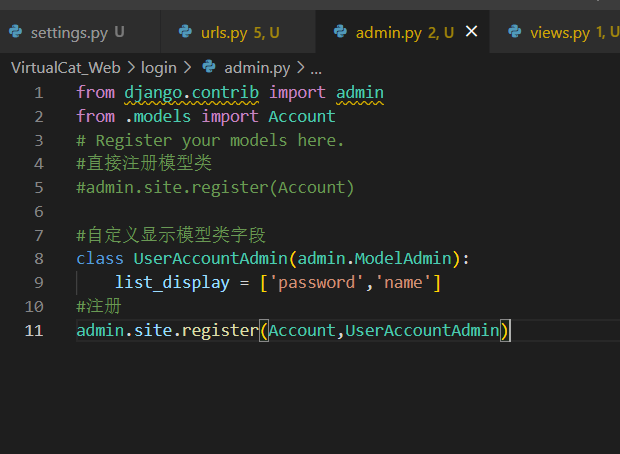 settings.py U urls.py 5, U admin.py 2, U views.py 1, U
VirtualCat_Web > login > admin.py > ...
1 from django.contrib import admin
2 from .models import Account
3 # Register your models here.
4 #直接注册模型类
5 #admin.site.register(Account)
6
7 #自定义显示模型类字段
8 class UserAccountAdmin(admin.ModelAdmin):
9     list_display = ['password','name']
10 #注册
11 admin.site.register(Account,UserAccountAdmin)